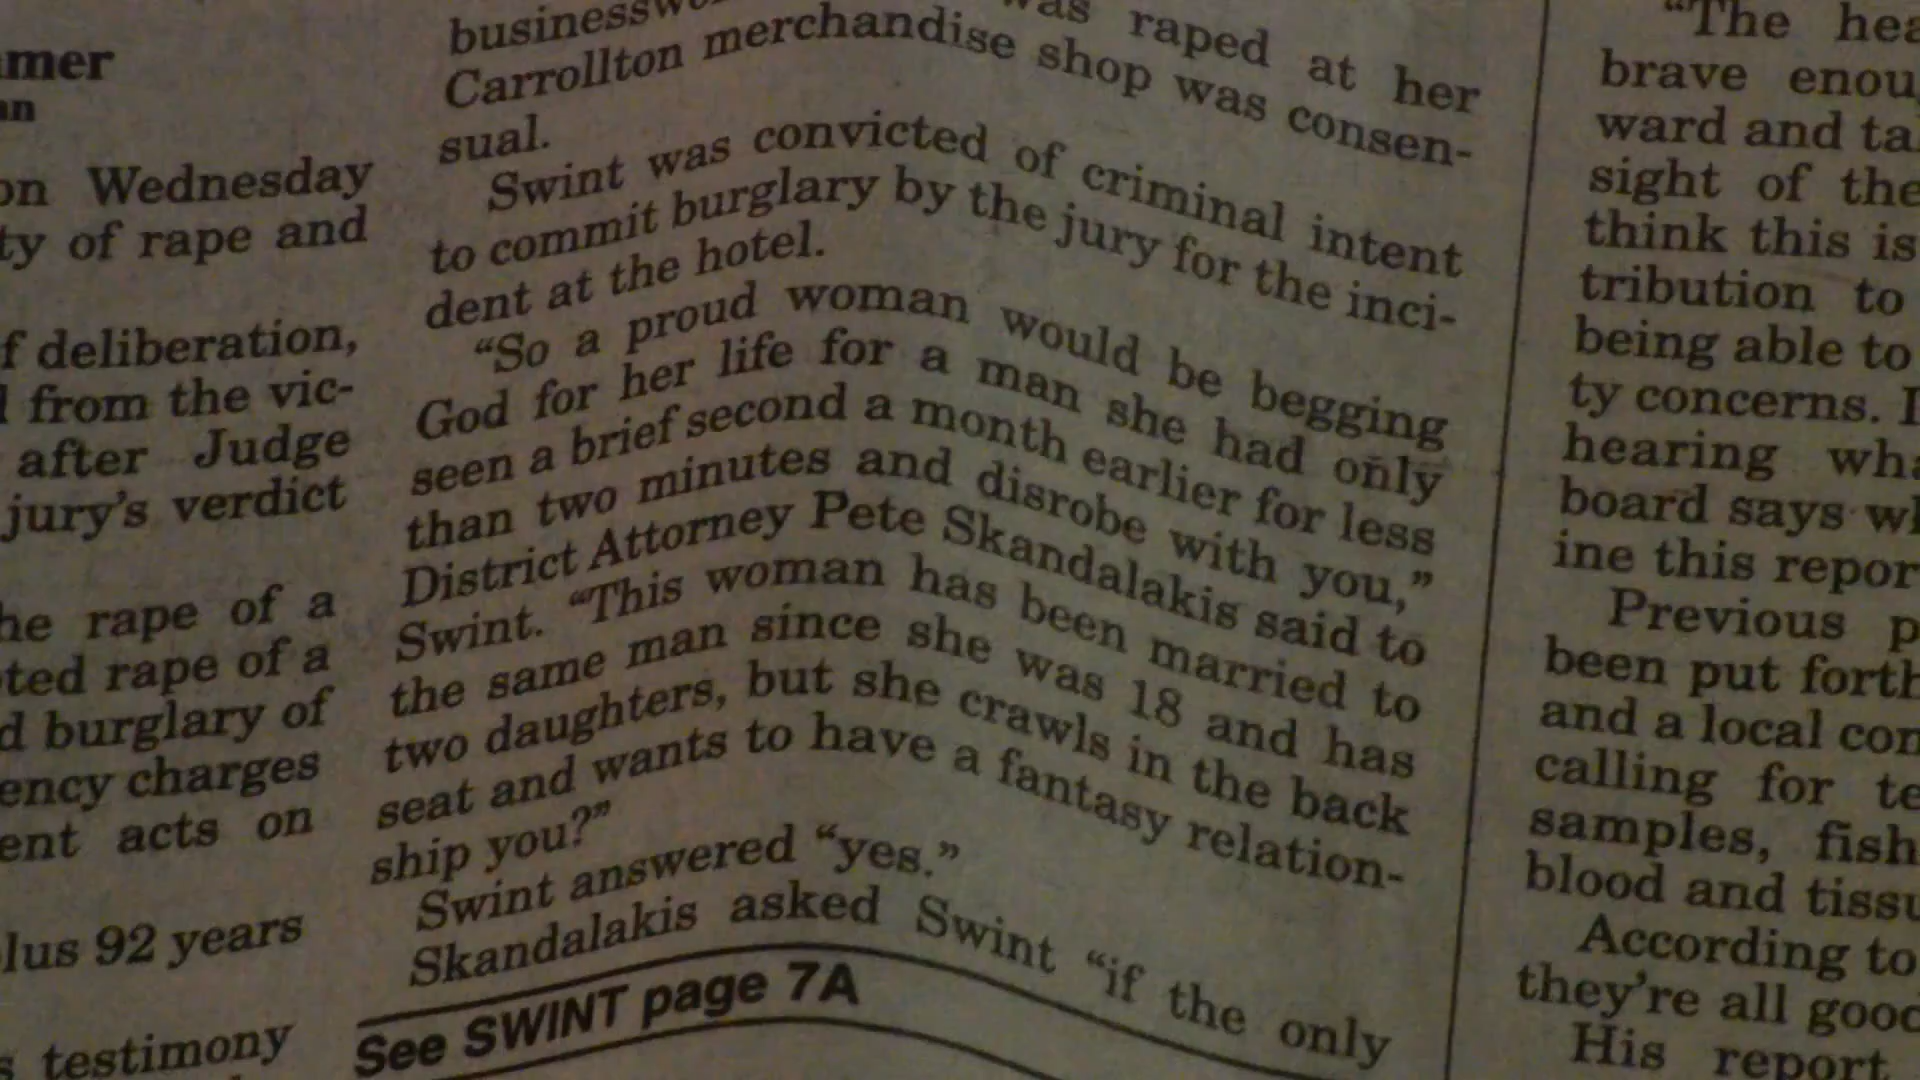 mer
on Wednesday
ty of rape and
f deliberation,
from the vic-
after Judge
jury's verdict
he rape of a
ted rape of a
d burglary of
ency charges
ent acts on
lus 92 years
s testimony
was raped at her
Carrollton merchandise shop was consen-
sual.
Swint was convicted of criminal intent
to commit burglary by the jury for the inci-
dent at the hotel.
“So a proud woman would be begging
God for her life for a man she had only
seen a brief second a month earlier for less
than two minutes and disrobe with you,”
District Attorney Pete Skandalakis said to
Swint. “This woman has been married to
the same man since she was 18 and has
two daughters, but she crawls in the back
seat and wants to have a fantasy relation-
ship you?”
Swint answered “yes.”
Skandalakis asked Swint “if the only
See SWINT page 7A
“The hea
brave enou
ward and ta
sight of the
think this is
tribution to
being able to
ty concerns. I
hearing wha
board says wh
ine this repor
Previous p
been put forth
and a local con
calling for te
samples, fish
blood and tissu
According to
they're all good
His report